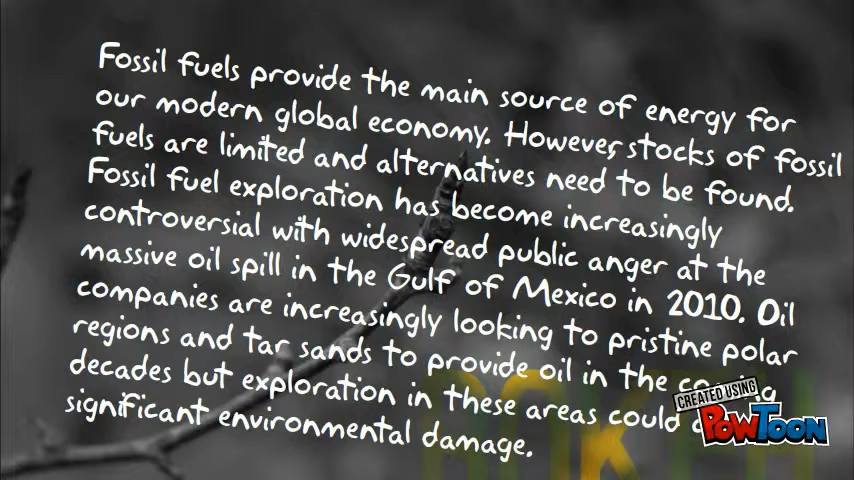 Fossil fuels provide the main source of energy for
our modern global economy. However, stocks of fossil
fuels are limited and alternatives need to be found.
Fossil fuel exploration has become increasingly
controversial with widespread public anger at the
massive oil spill in the Gulf of Mexico in 2010. Oil
companies are increasingly looking to pristine polar
regions and tar sands to provide oil in the
decades but exploration in these areas could
significant environmental damage.
CREATED USING
POWTOON